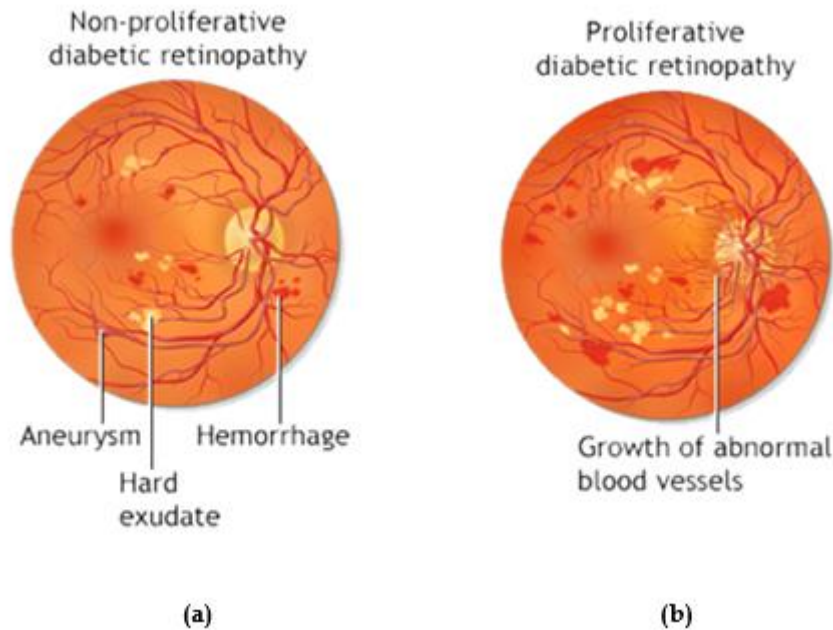 Non-proliferative
diabetic retinopathy
Aneurysm
Hemorrhage
Hard
exudate
(a)
Proliferative
diabetic retinopathy
Growth of abnormal
blood vessels
(b)